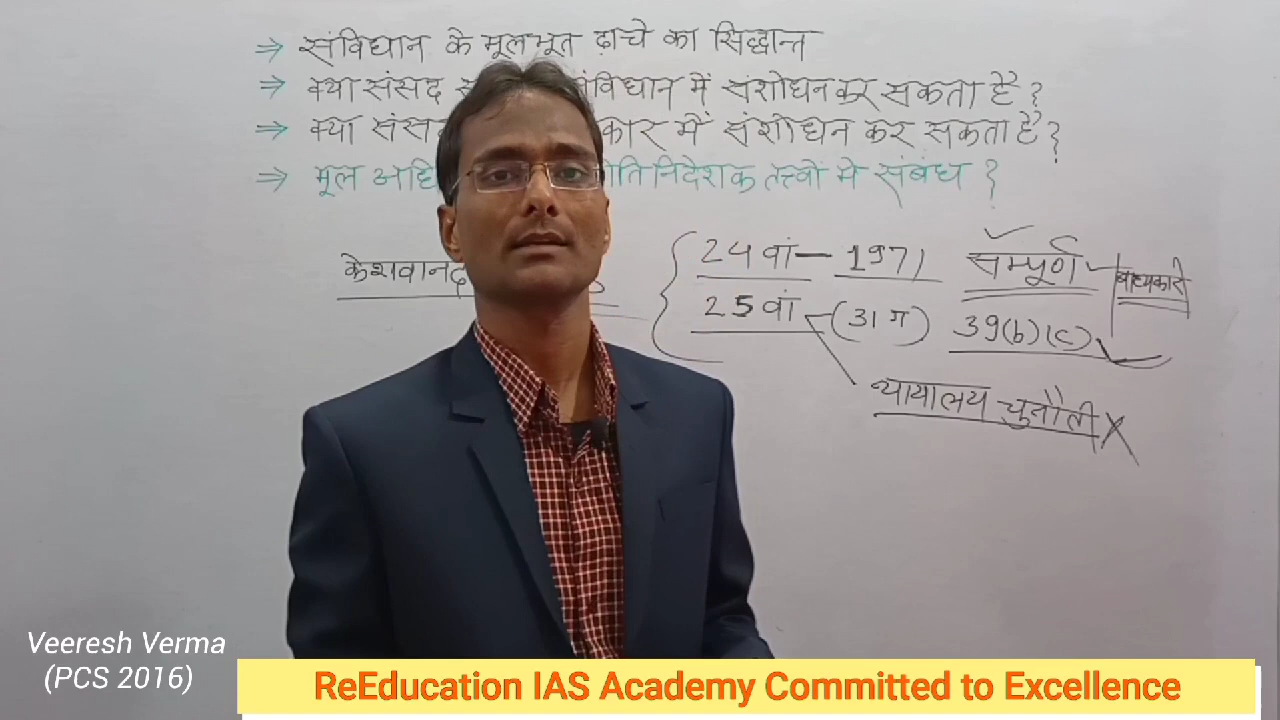 ⇒ संविधान के मूलभूत ढ़ाचे का सिद्धान्त
⇒ क्या संसद संविधान में संशोधन कर सकता है ?
⇒ क्या संसद कार में संशोधन कर सकता है ?
⇒ मूल अधि नीति निदेशक तत्त्वों मे संबंध ?
केशवानंद
24 वां — 1971 सम्पूर्ण बाध्यकारी
25 वां (31 ग) 39(b)(c)
न्यायालय चुनौती X
Veeresh Verma
(PCS 2016)
ReEducation IAS Academy Committed to Excellence